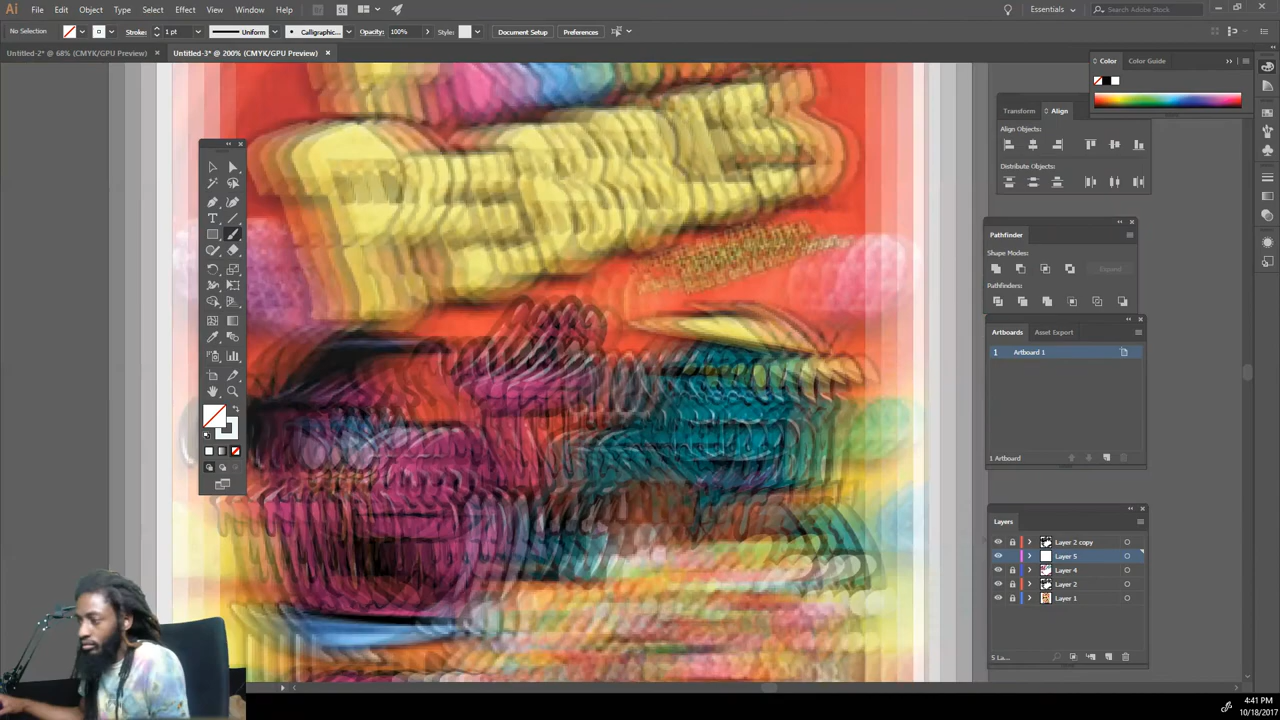 Ai File Edit Object Type Select Effect View Window Help Br St Essentials Search Adobe Stock
No Selection Stroke: 1 pt Uniform Calligraphic... Opacity: 100% Style: Document Setup Preferences
Untitled-2* @ 68% (CMYK/GPU Preview) × Untitled-3* @ 200% (CMYK/GPU Preview) ×
Color Color Guide
Transform Align
Align Objects:
Distribute Objects:
Pathfinder
Shape Modes:
Expand
Pathfinders:
Artboards Asset Export
1 Artboard 1
1 Artboard
Layers
Layer 2 copy
Layer 5
Layer 4
Layer 2
Layer 1
5 La...
4:41 PM
10/18/2017